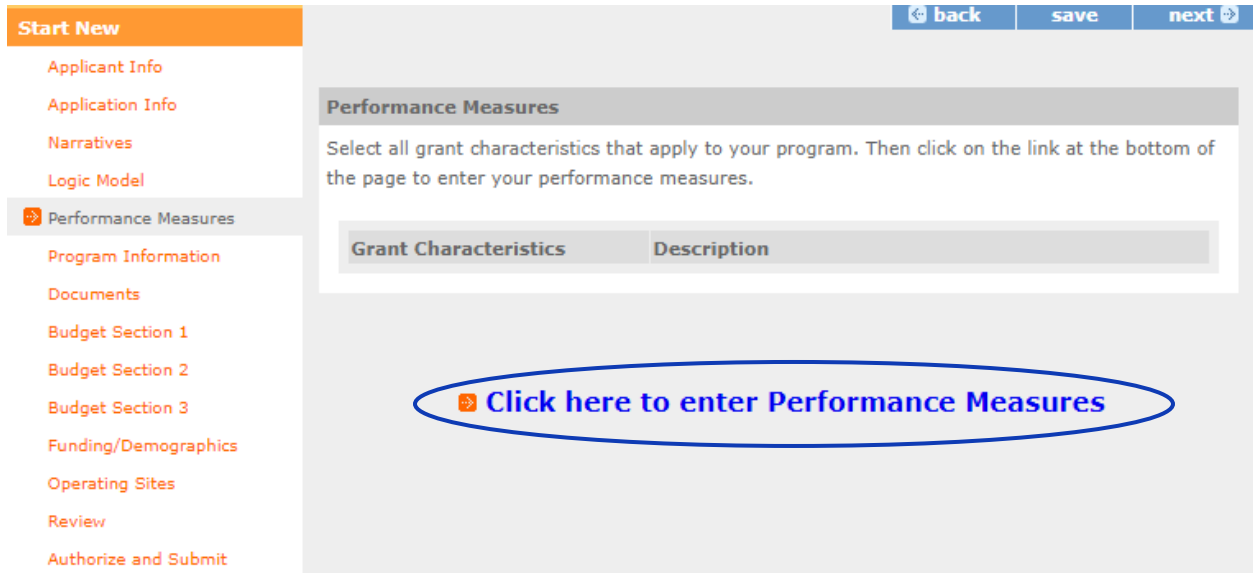 Start New
back
save
next
Applicant Info
Application Info
Narratives
Logic Model
Performance Measures
Program Information
Documents
Budget Section 1
Budget Section 2
Budget Section 3
Funding/Demographics
Operating Sites
Review
Authorize and Submit
Performance Measures
Select all grant characteristics that apply to your program. Then click on the link at the bottom of
the page to enter your performance measures.
Grant Characteristics
Description
Click here to enter Performance Measures